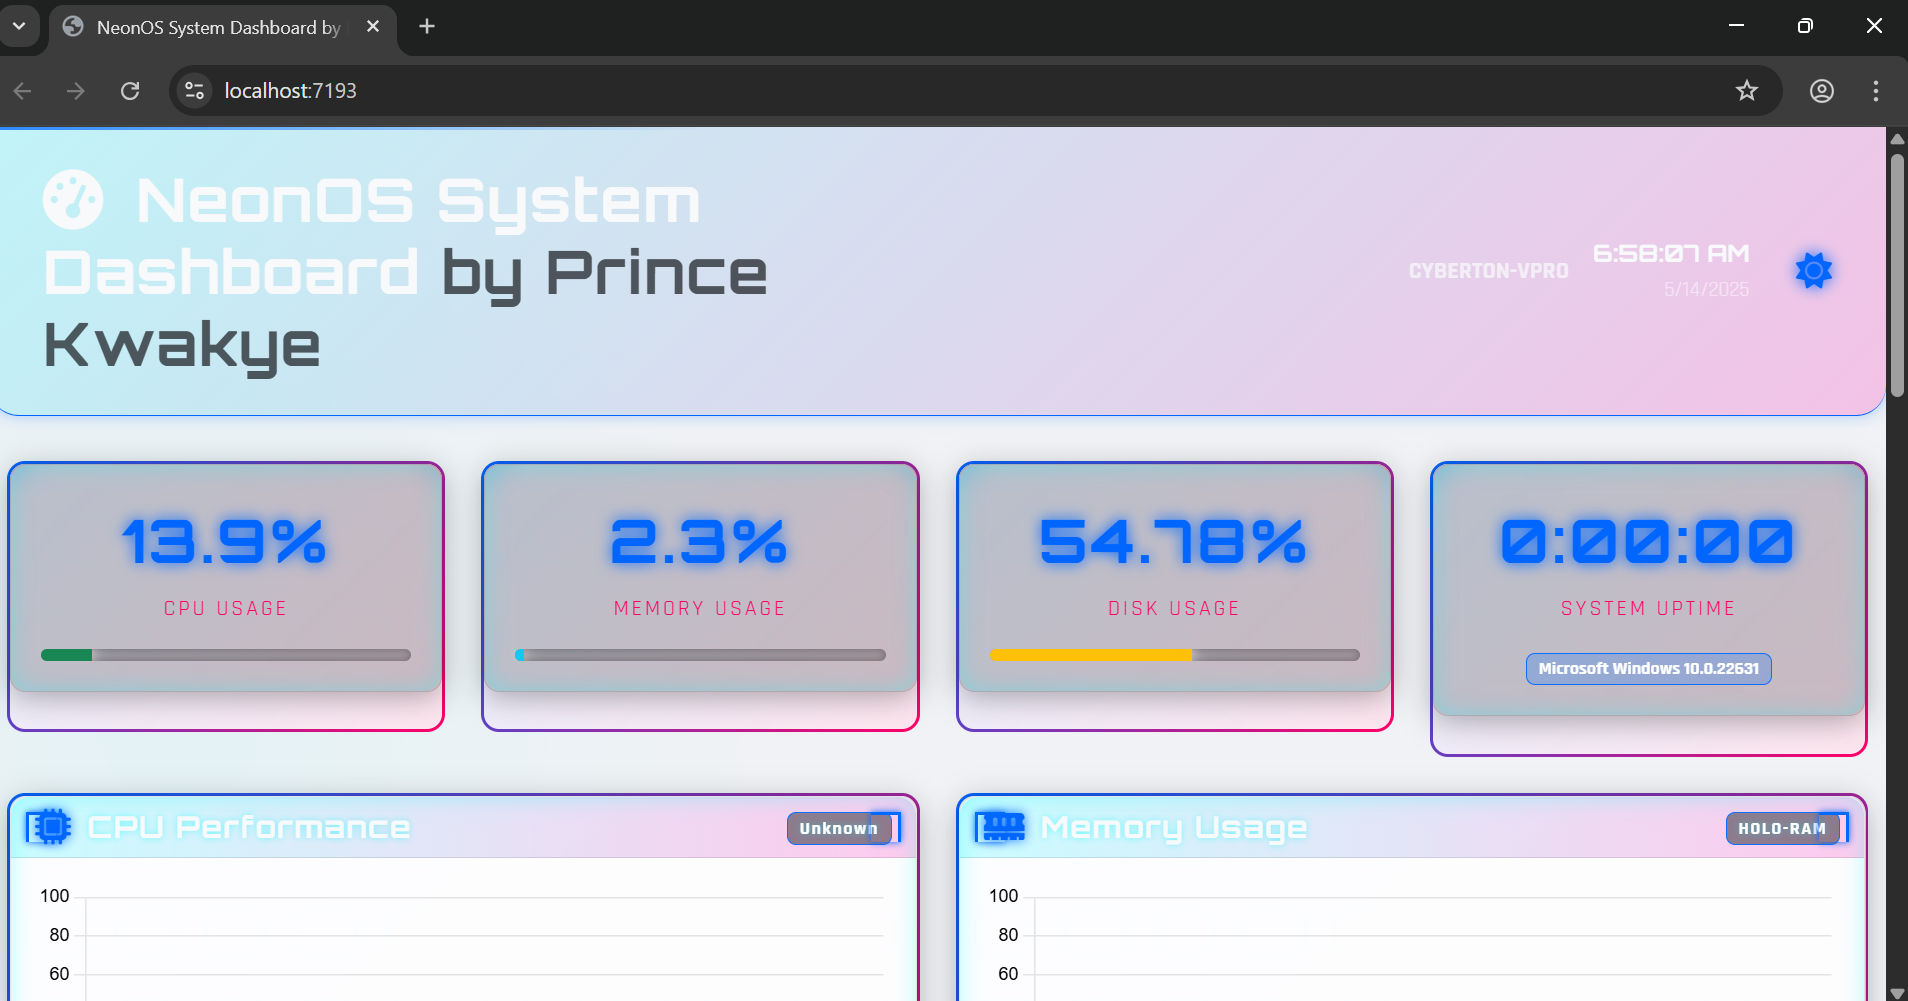 NeonOS System Dashboard by
localhost:7193
NeonOS System
Dashboard by Prince
Kwakye
CYBERTON-VPRO
6:58:07 AM
5/14/2025
13.9%
CPU USAGE
2.3%
MEMORY USAGE
54.78%
DISK USAGE
0:00:00
SYSTEM UPTIME
Microsoft Windows 10.0.22631
CPU Performance
Unknown
100
80
60
Memory Usage
HOLO-RAM
100
80
60